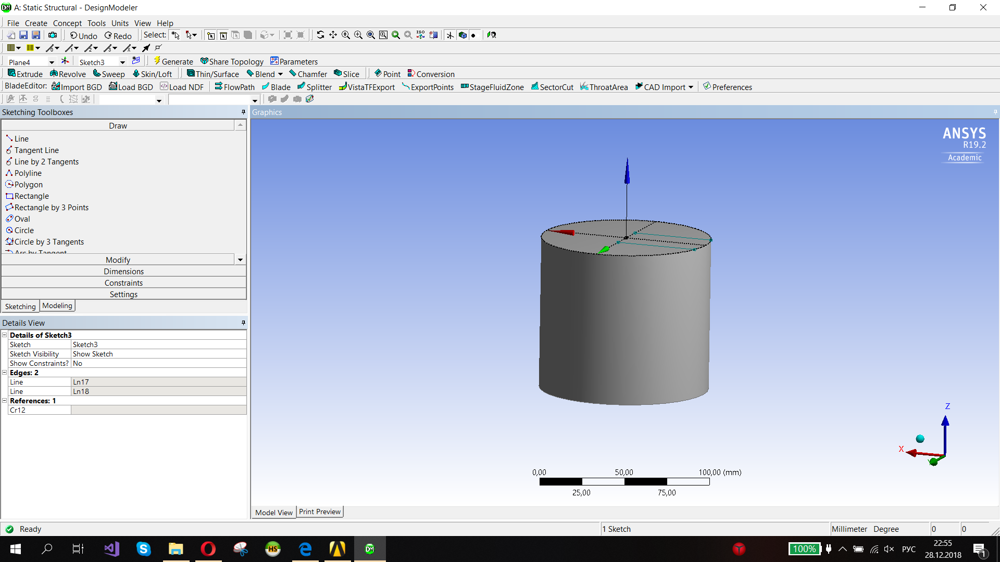 A: Static Structural - DesignModeler
File Create Concept Tools Units View Help
Undo Redo Select: ISO
Plane4 Sketch3 Generate Share Topology Parameters
Extrude Revolve Sweep Skin/Loft Thin/Surface Blend Chamfer Slice Point Conversion
BladeEditor: Import BGD Load BGD Load NDF FlowPath Blade Splitter VistaTFExport ExportPoints StageFluidZone SectorCut ThroatArea CAD Import Preferences
Sketching Toolboxes
Draw
Line
Tangent Line
Line by 2 Tangents
Polyline
Polygon
Rectangle
Rectangle by 3 Points
Oval
Circle
Circle by 3 Tangents
Arc by Tangent
Modify
Dimensions
Constraints
Settings
Sketching Modeling
Details View
Details of Sketch3
Sketch Sketch3
Sketch Visibility Show Sketch
Show Constraints? No
Edges: 2
Line Ln17
Line Ln18
References: 1
Cr12
Graphics
ANSYS
R19.2
Academic
Z
X
Y
0,00 50,00 100,00 (mm)
25,00 75,00
Model View Print Preview
Ready 1 Sketch Millimeter Degree 0 0
HS DM 100% РУС 22:55
28.12.2018
1